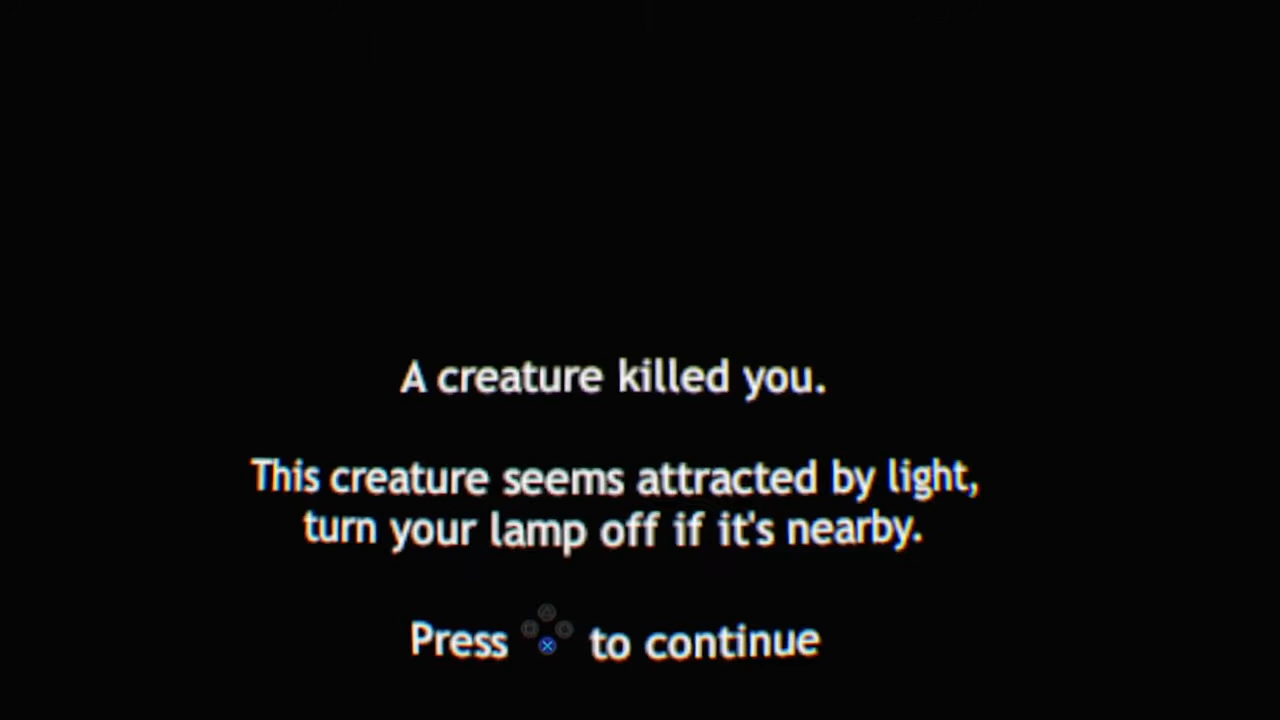 A creature killed you.
This creature seems attracted by light,
turn your lamp off if it's nearby.
Press to continue